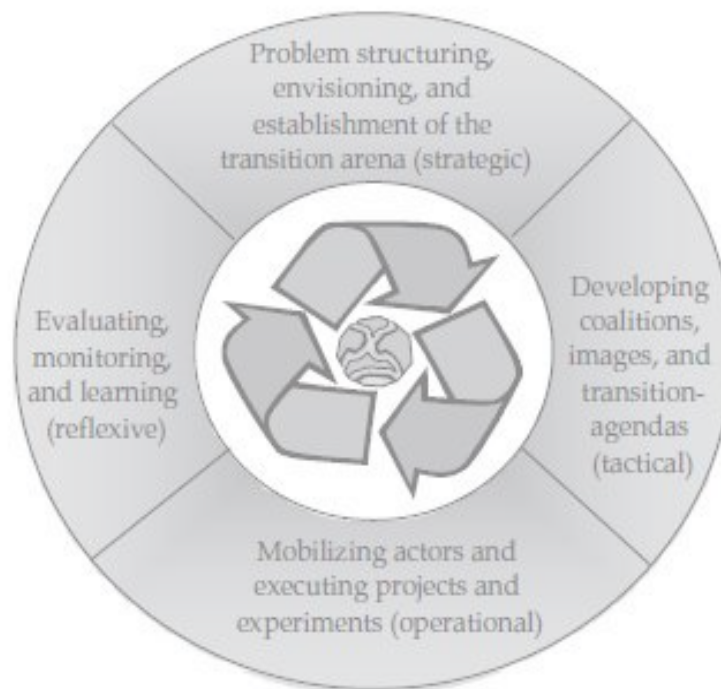 Problem structuring,
envisioning, and
establishment of the
transition arena (strategic)
Developing
coalitions,
images, and
transition-
agendas
(tactical)
Mobilizing actors and
executing projects and
experiments (operational)
Evaluating,
monitoring,
and learning
(reflexive)